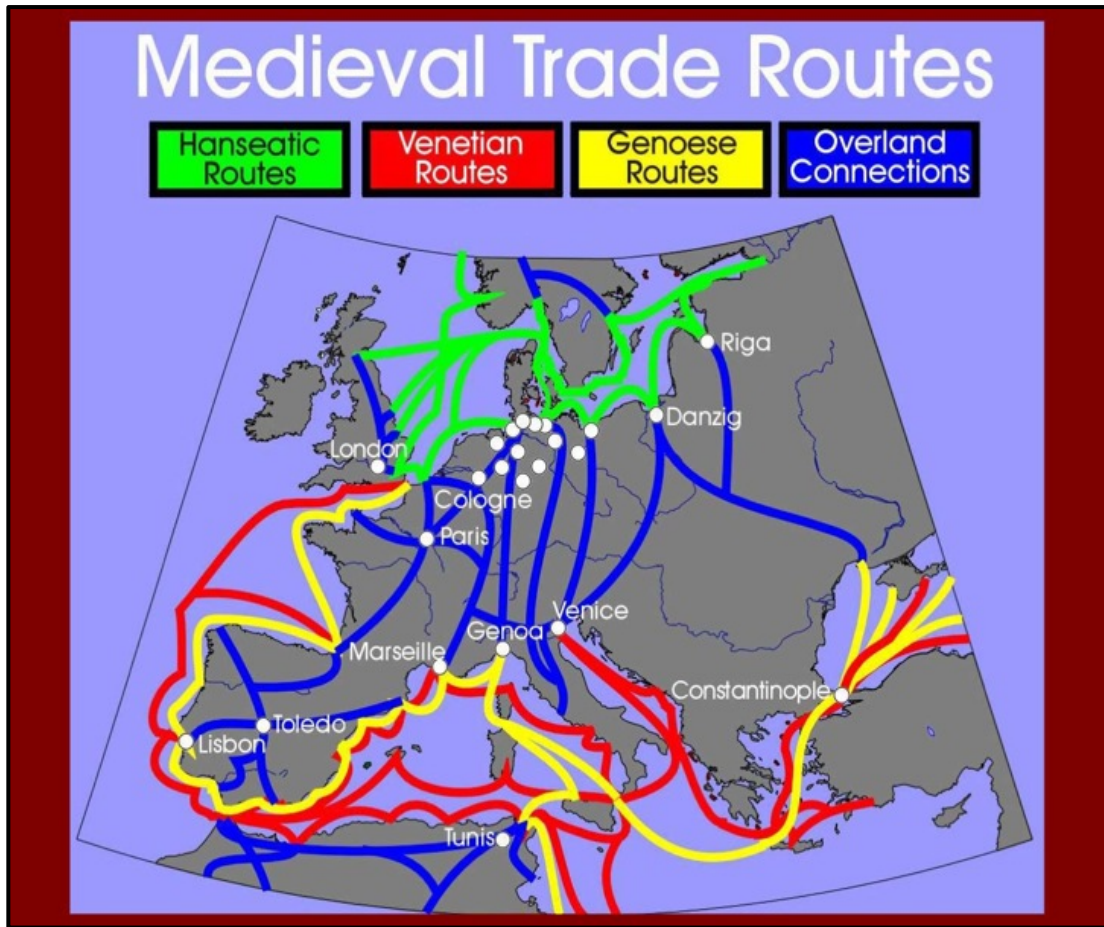 Medieval Trade Routes
Hanseatic
Routes
Venetian
Routes
Genoese
Routes
Overland
Connections
Riga
Danzig
London
Cologne
Paris
Venice
Genoa
Marseille
Constantinople
Toledo
Lisbon
Tunis